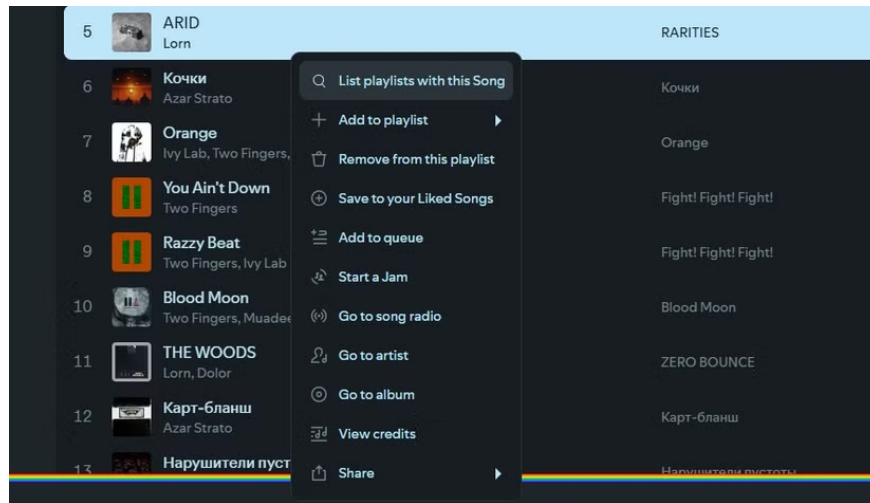 5
ARID
Lorn
RARITIES
6
Кочки
Azar Strato
Кочки
7
Orange
Ivy Lab, Two Fingers,
Orange
8
You Ain't Down
Two Fingers
Fight! Fight! Fight!
9
Razzy Beat
Two Fingers, Ivy Lab
Fight! Fight! Fight!
10
Blood Moon
Two Fingers, Muadee
Blood Moon
11
THE WOODS
Lorn, Dolor
ZERO BOUNCE
12
Карт-бланш
Azar Strato
Карт-бланш
13
Нарушители пуст
Нарушители пустоты
List playlists with this Song
Add to playlist
Remove from this playlist
Save to your Liked Songs
Add to queue
Start a Jam
Go to song radio
Go to artist
Go to album
View credits
Share